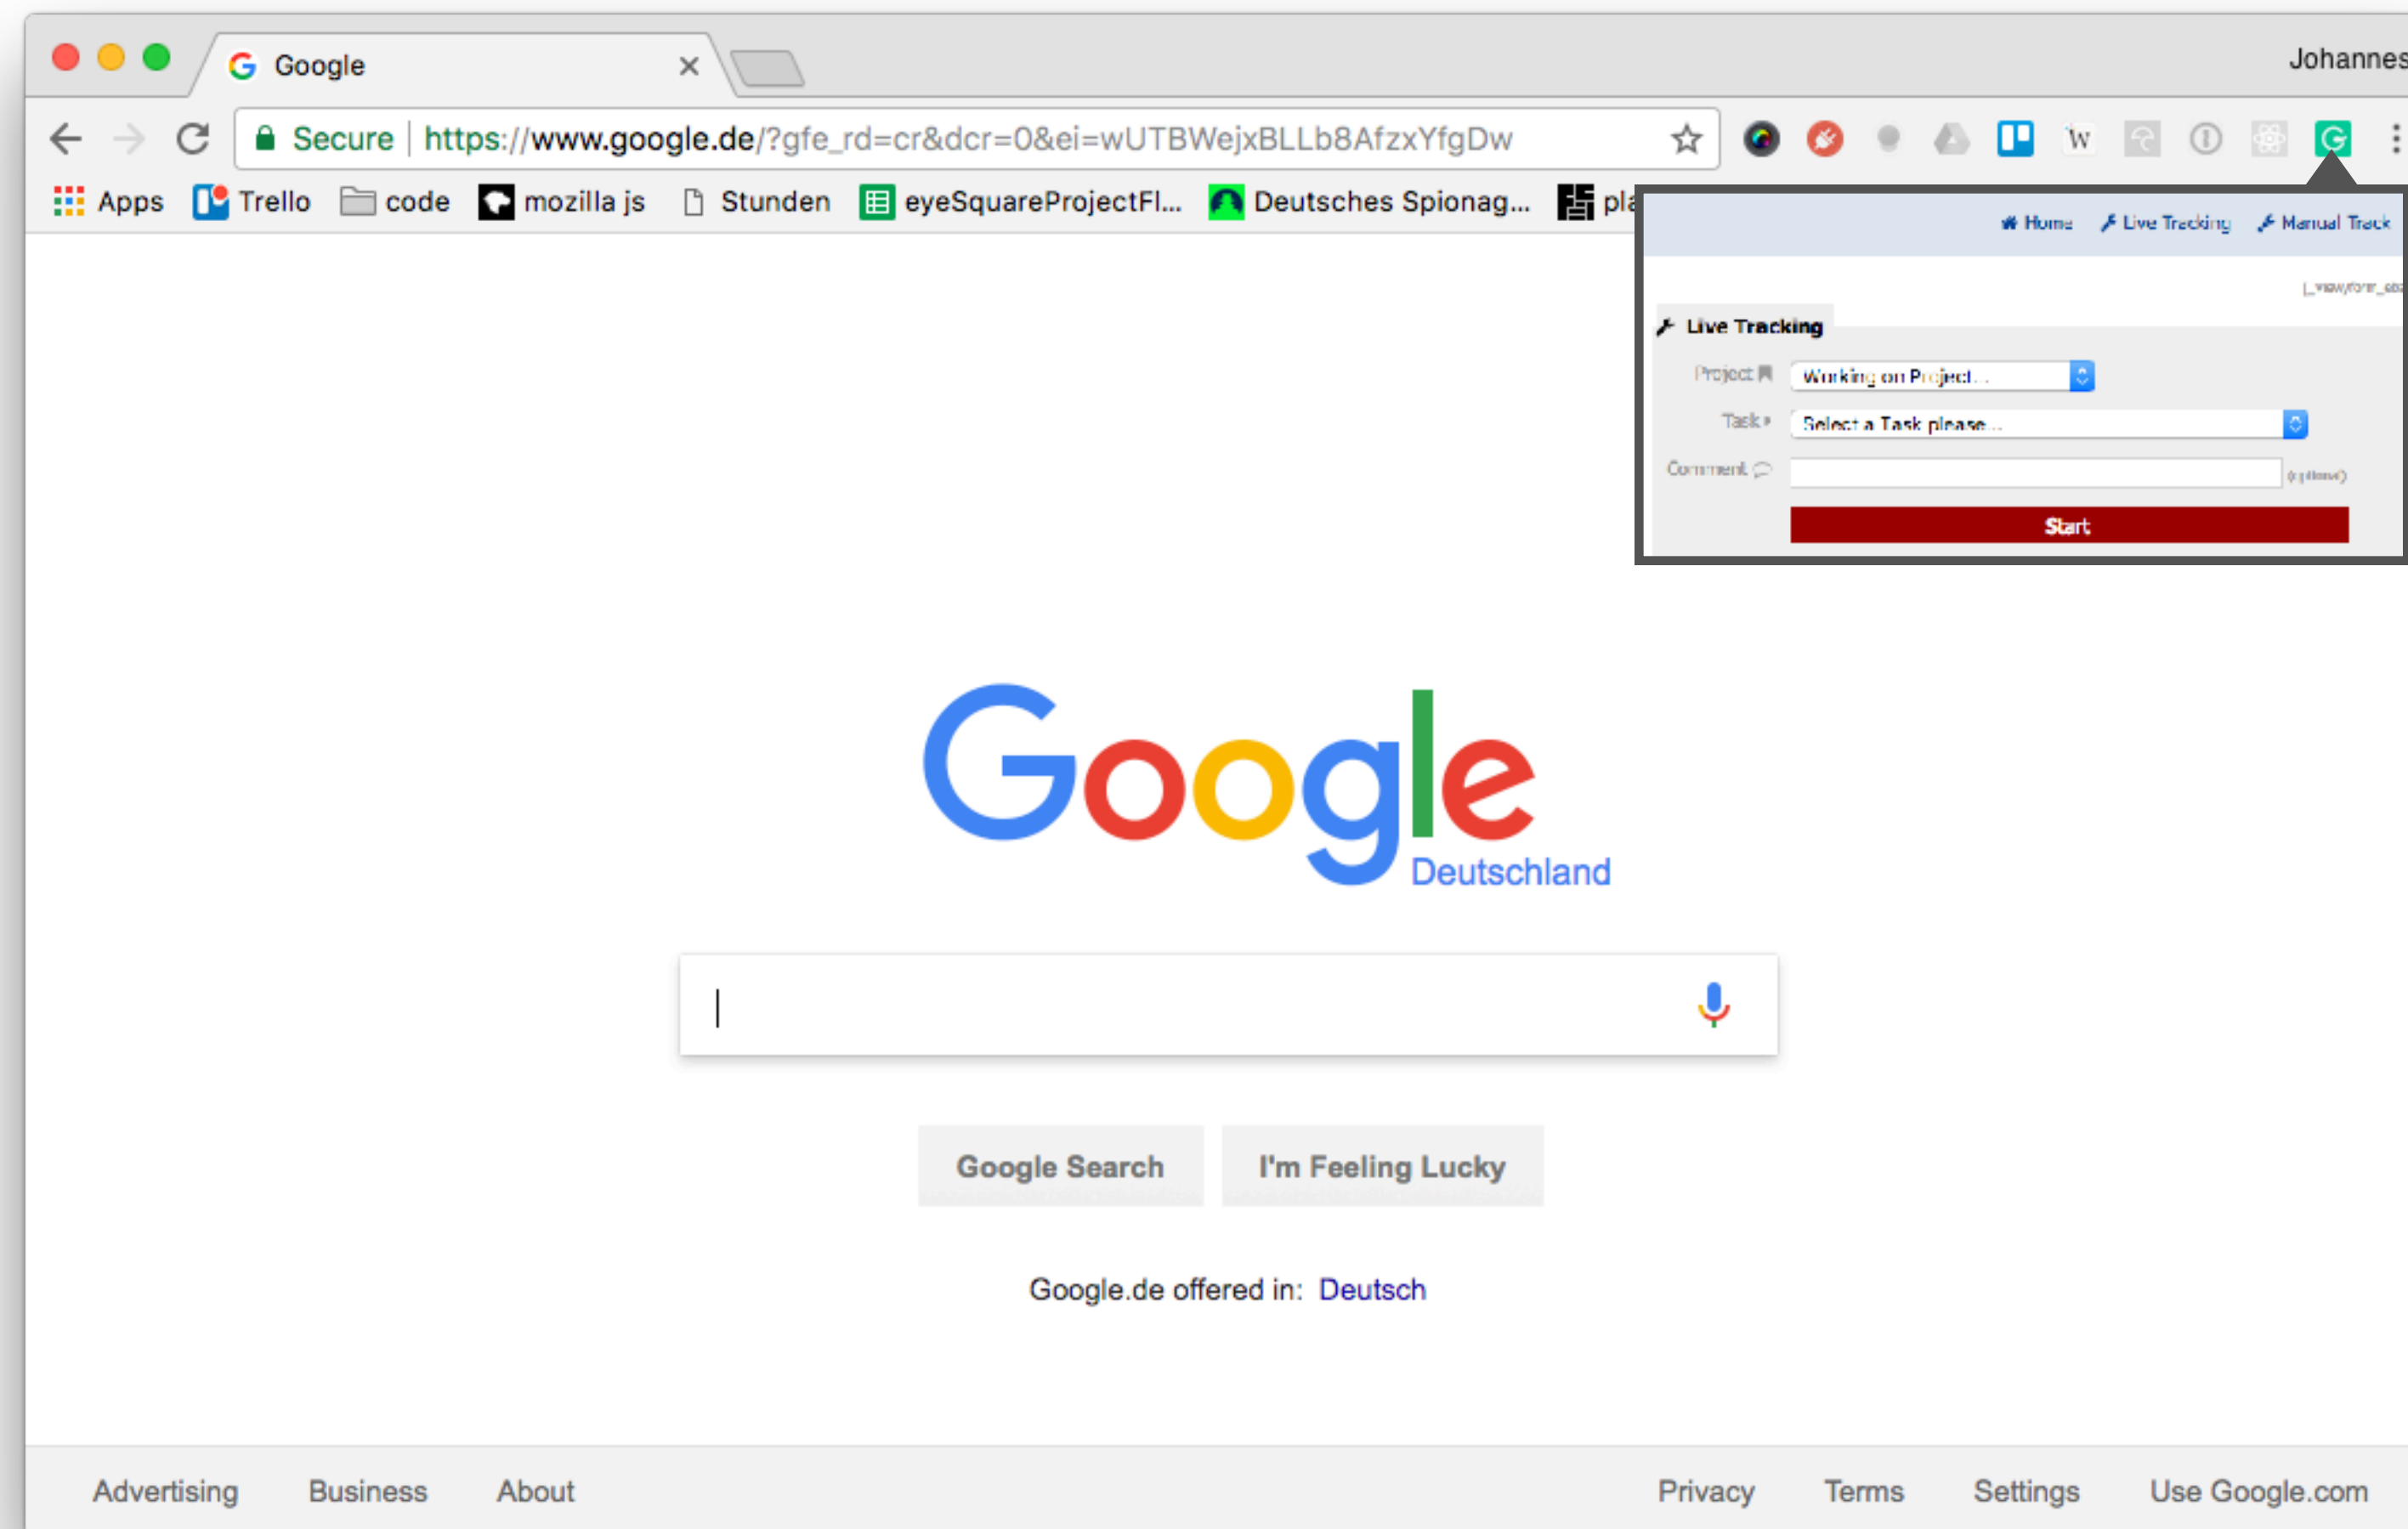 Google
Johannes
Secure https://www.google.de/?gfe_rd=cr&dcr=0&ei=wUTBWejxBLLb8AfzxYfgDw
W
Apps Trello code mozilla js Stunden eyeSquareProjectFl... Deutsches Spionag... pla
Home Live Tracking Manual Track
Live Tracking
Project Working on Project...
Task Select a Task please...
Comment (optional)
Start
Google
Deutschland
Google Search I'm Feeling Lucky
Google.de offered in: Deutsch
Advertising Business About Privacy Terms Settings Use Google.com